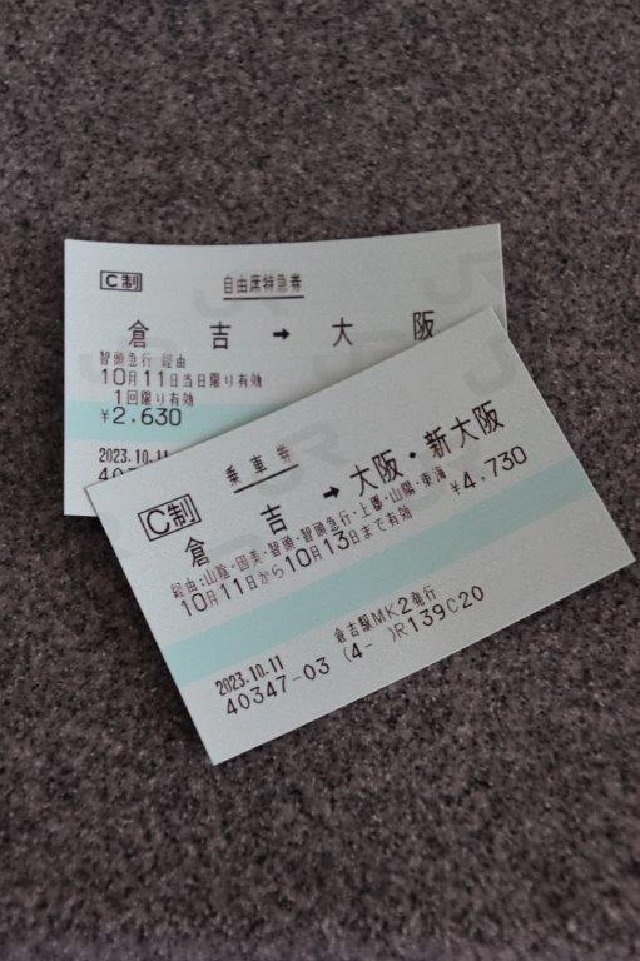 C制
自由席特急券
倉吉→大阪
智頭急行 経由
10月11日当日限り有効
1回限り有効
¥2,630
2023.10.11
407
C制
乗車券
倉吉→大阪・新大阪
経由:山陰・因美・智頭・智頭急行・上郡・山陽・東海
10月11日から10月13日まで有効 ¥4,730
倉吉駅MK2発行
2023.10.11
40347-03 (4- )R139C20